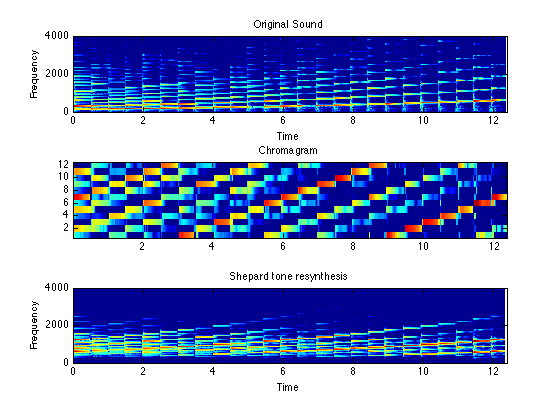 Original Sound
4000
2000
0
Frequency
0 2 4 6 8 10 12
Time
Chromagram
12
10
8
6
4
2
2 4 6 8 10 12
Shepard tone resynthesis
4000
2000
0
Frequency
0 2 4 6 8 10 12
Time